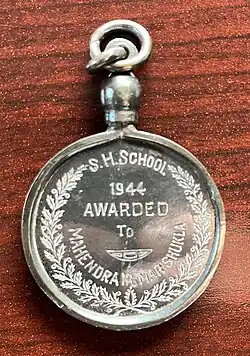 S.H.SCHOOL
1944
AWARDED
To
MAHENDRA KUMAR SHUKLA